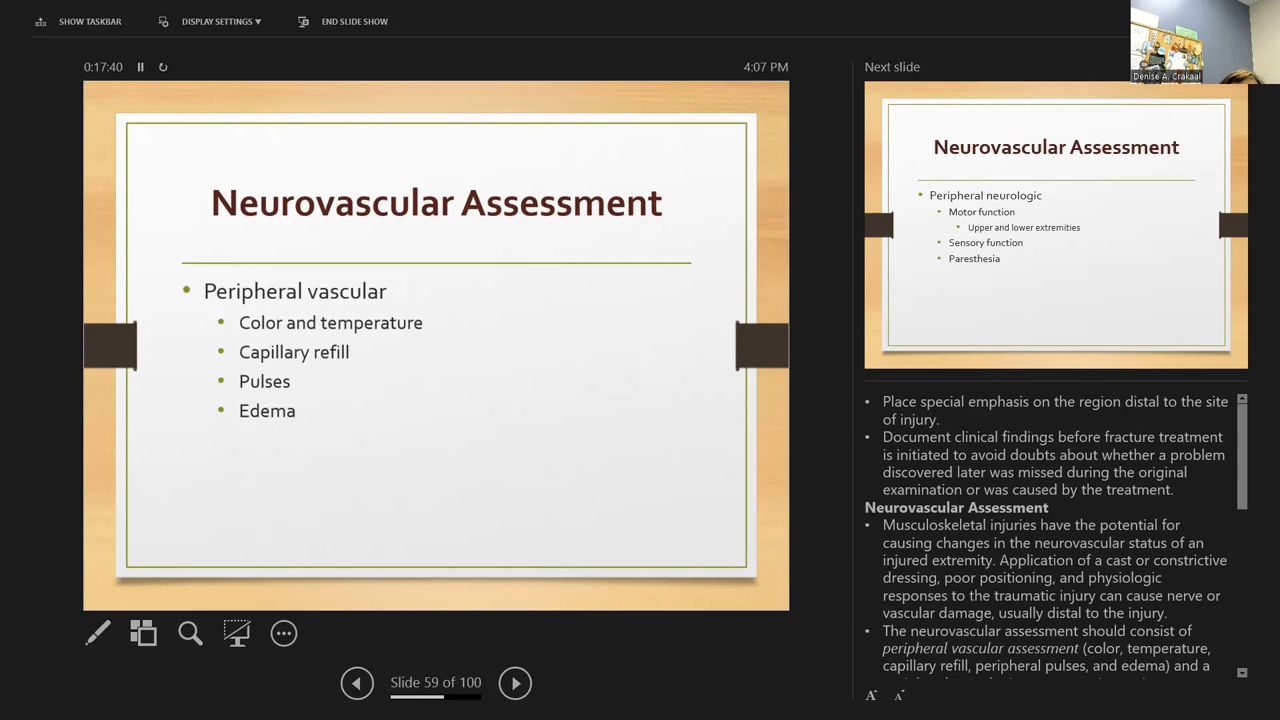 SHOW TASKBAR
DISPLAY SETTINGS ▼
END SLIDE SHOW
0:17:40
4:07 PM
Neurovascular Assessment
• Peripheral vascular
• Color and temperature
• Capillary refill
• Pulses
• Edema
Slide 59 of 100
Denise A. Crakaal
Next slide
Neurovascular Assessment
• Peripheral neurologic
• Motor function
• Upper and lower extremities
• Sensory function
• Paresthesia
• Place special emphasis on the region distal to the site
of injury.
• Document clinical findings before fracture treatment
is initiated to avoid doubts about whether a problem
discovered later was missed during the original
examination or was caused by the treatment.
Neurovascular Assessment
• Musculoskeletal injuries have the potential for
causing changes in the neurovascular status of an
injured extremity. Application of a cast or constrictive
dressing, poor positioning, and physiologic
responses to the traumatic injury can cause nerve or
vascular damage, usually distal to the injury.
• The neurovascular assessment should consist of
peripheral vascular assessment (color, temperature,
capillary refill, peripheral pulses, and edema) and a
A A